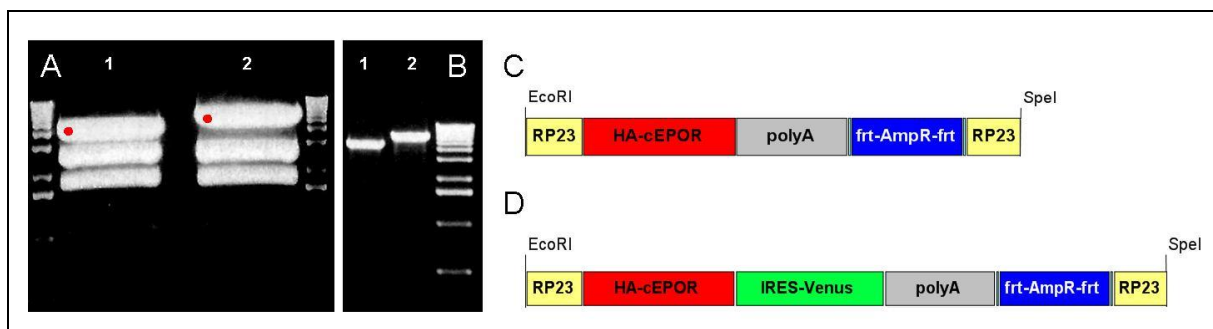 A
1
2
1
2
B
C
EcoRI
SpeI
RP23
HA-cEPOR
polyA
frt-AmpR-frt
RP23
D
EcoRI
SpeI
RP23
HA-cEPOR
IRES-Venus
polyA
frt-AmpR-frt
RP23